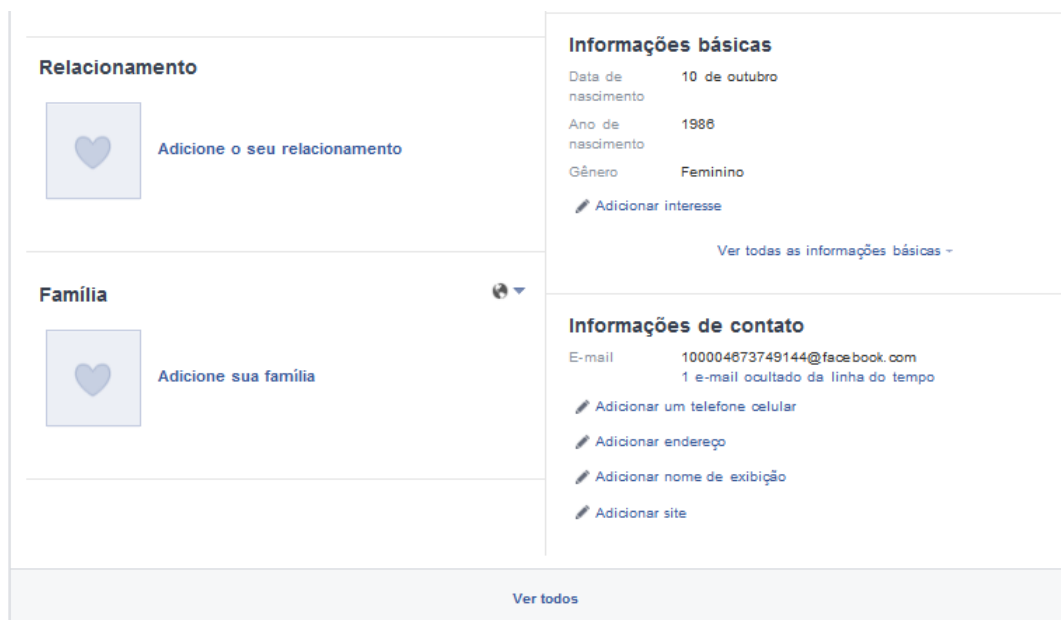 Relacionamento
Adicione o seu relacionamento
Família
Adicione sua família
Informações básicas
Data de nascimento
10 de outubro
Ano de nascimento
1986
Gênero
Feminino
Adicionar interesse
Ver todas as informações básicas
Informações de contato
E-mail
100004673749144@facebook.com
1 e-mail ocultado da linha do tempo
Adicionar um telefone celular
Adicionar endereço
Adicionar nome de exibição
Adicionar site
Ver todos